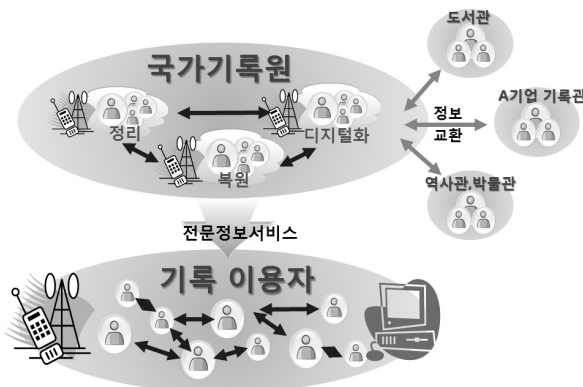 국가기록원
정리
디지털화
복원
도서관
정보
교환
A기업 기록관
역사관,박물관
전문정보서비스
기록 이용자